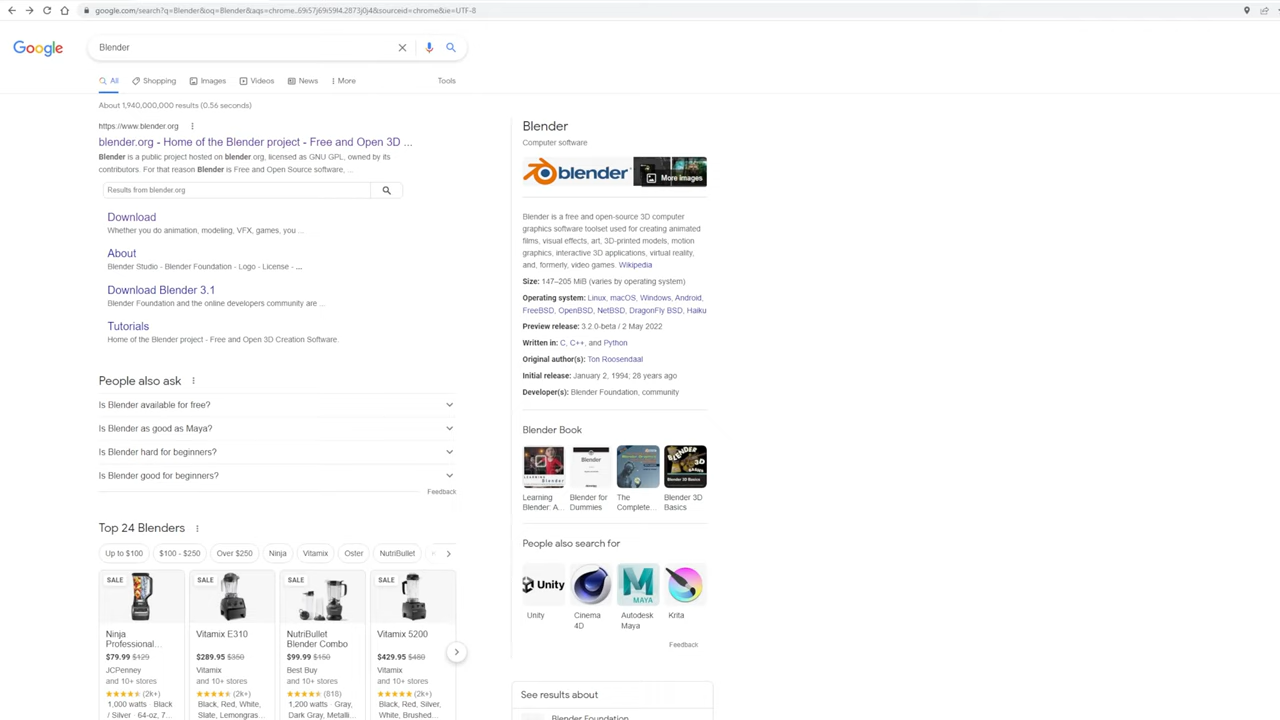 google.com/search?q=Blender&oq=Blender&aqs=chrome..69i57j69i59l4.2873j0j4&sourceid=chrome&ie=UTF-8
Google
Blender
All
Shopping
Images
Videos
News
More
Tools
About 1,940,000,000 results (0.56 seconds)
https://www.blender.org
blender.org - Home of the Blender project - Free and Open 3D ...
Blender is a public project hosted on blender.org, licensed as GNU GPL, owned by its
contributors. For that reason Blender is Free and Open Source software, ...
Results from blender.org
Download
Whether you do animation, modeling, VFX, games, you ...
About
Blender Studio - Blender Foundation - Logo - License - ...
Download Blender 3.1
Blender Foundation and the online developers community are ...
Tutorials
Home of the Blender project - Free and Open 3D Creation Software.
People also ask
Is Blender available for free?
Is Blender as good as Maya?
Is Blender hard for beginners?
Is Blender good for beginners?
Feedback
Top 24 Blenders
Up to $100
$100 - $250
Over $250
Ninja
Vitamix
Oster
NutriBullet
SALE
SALE
SALE
SALE
Ninja
Professional...
$79.99 $129
JCPenney
and 10+ stores
(2k+)
1,000 watts · Black
/ Silver · 64-oz, 7...
Vitamix E310
$289.95 $350
Vitamix
and 10+ stores
(2k+)
Black, Red, White,
Slate, Lemongras...
NutriBullet
Blender Combo
$99.99 $150
Best Buy
and 10+ stores
(818)
1,200 watts · Gray,
Dark Gray, Metalli...
Vitamix 5200
$429.95 $480
Vitamix
and 10+ stores
(2k+)
Black, Red, Silver,
White, Brushed...
Blender
Computer software
blender
More images
Blender is a free and open-source 3D computer
graphics software toolset used for creating animated
films, visual effects, art, 3D-printed models, motion
graphics, interactive 3D applications, virtual reality,
and, formerly, video games. Wikipedia
Size: 147–205 MiB (varies by operating system)
Operating system: Linux, macOS, Windows, Android,
FreeBSD, OpenBSD, NetBSD, DragonFly BSD, Haiku
Preview release: 3.2.0-beta / 2 May 2022
Written in: C, C++, and Python
Original author(s): Ton Roosendaal
Initial release: January 2, 1994; 28 years ago
Developer(s): Blender Foundation, community
Blender Book
Blender
BLENDER
3D
Blender 3D Basics
Learning
Blender: A...
Blender for
Dummies
The
Complete...
Blender 3D
Basics
People also search for
unity
MAYA
Unity
Cinema
4D
Autodesk
Maya
Krita
Feedback
See results about
Blender Foundation